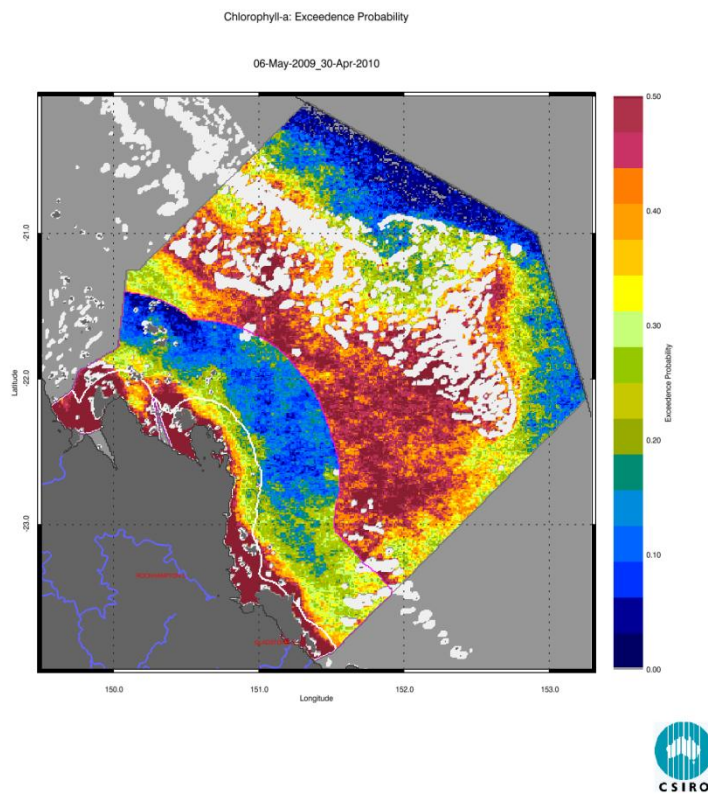 Chlorophyll-a: Exceedence Probability
06-May-2009_30-Apr-2010
0.50
0.40
0.30
0.20
0.10
0.00
Exceedence Probability
-21.0
-22.0
-23.0
Latitude
150.0
151.0
152.0
153.0
Longitude
CSIRO